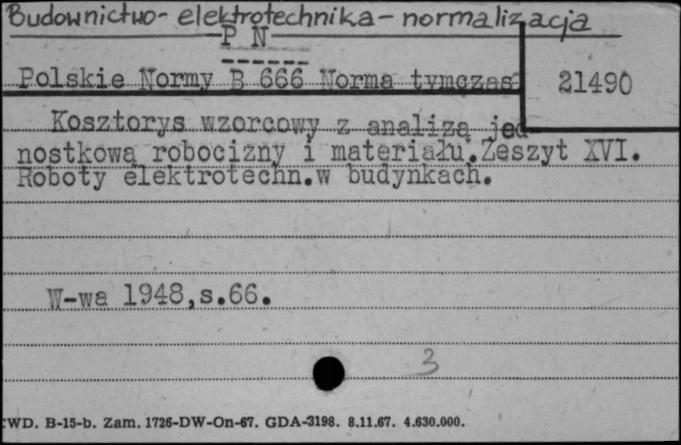 Budownictwo - elektrotechnika - normalizacja
P N
Polskie Normy B 666 Norma tymczas.
21490
Kosztorys wzorcowy z analizą jed
nostkową robocizny i materiału.Zeszyt XVI.
Roboty elektrotechn.w budynkach.
W-wa 1948,s.66.
3
CWD. B-15-b. Zam. 1726-DW-On-67. GDA-3198. 8.11.67. 4.630.000.